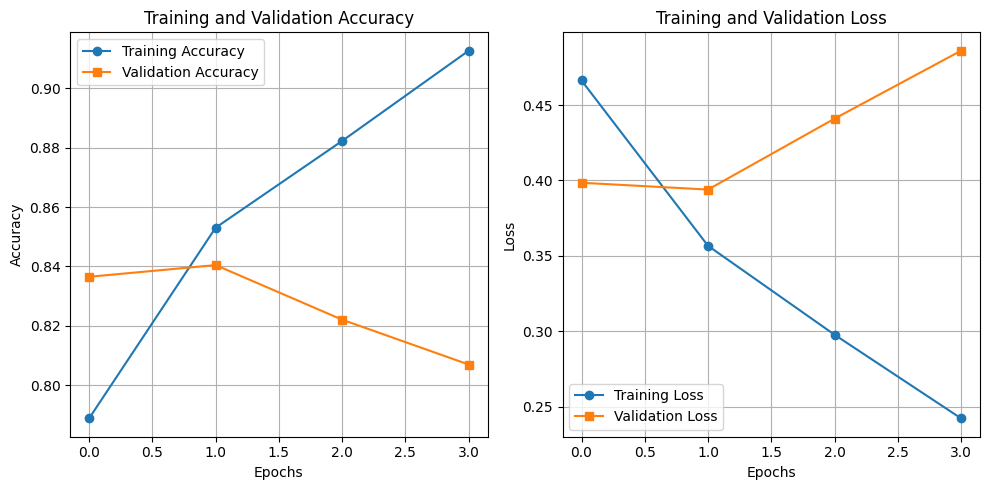 Training and Validation Accuracy
Training Accuracy
Validation Accuracy
0.90
0.88
0.86
0.84
0.82
0.80
Accuracy
0.0 0.5 1.0 1.5 2.0 2.5 3.0
Epochs
Training and Validation Loss
0.45
0.40
0.35
0.30
0.25
Loss
Training Loss
Validation Loss
0.0 0.5 1.0 1.5 2.0 2.5 3.0
Epochs